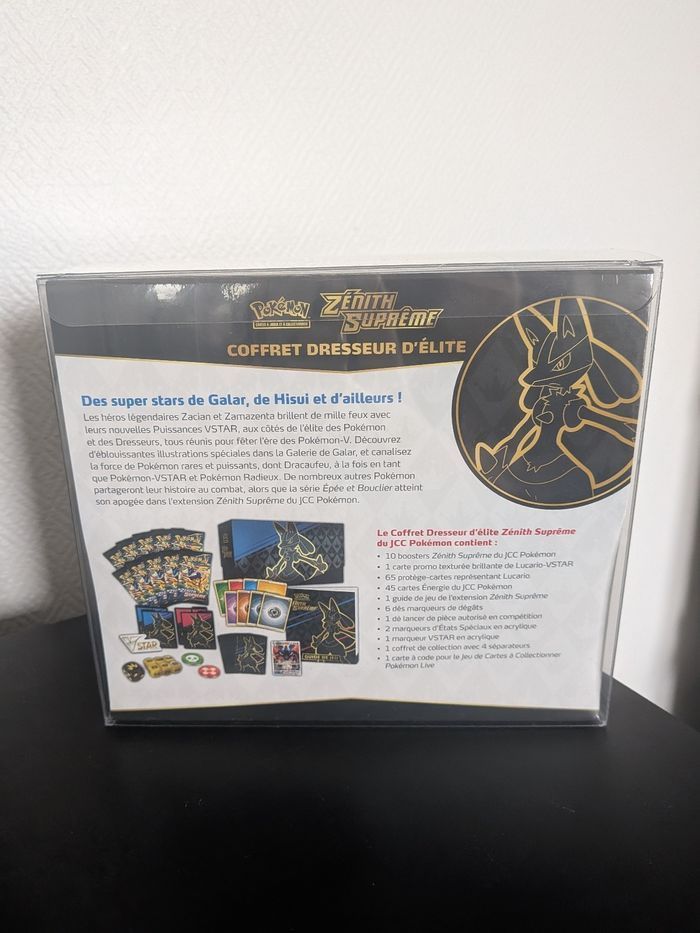 POKÉMON
CARTES À JOUER ET À COLLECTIONNER
ZÉNITH
SUPRÊME
COFFRET DRESSEUR D'ÉLITE
Des super stars de Galar, de Hisui et d'ailleurs !
Les héros légendaires Zacian et Zamazenta brillent de mille feux avec
leurs nouvelles Puissances VSTAR, aux côtés de l'élite des Pokémon
et des Dresseurs, tous réunis pour fêter l'ère des Pokémon-V. Découvrez
d'éblouissantes illustrations spéciales dans la Galerie de Galar, et canalisez
la force de Pokémon rares et puissants, dont Dracaufeu, à la fois en tant
que Pokémon-VSTAR et Pokémon Radieux. De nombreux autres Pokémon
partageront leur histoire au combat, alors que la série Épée et Bouclier atteint
son apogée dans l'extension Zénith Suprême du JCC Pokémon.
Le Coffret Dresseur d'élite Zénith Suprême
du JCC Pokémon contient :
• 10 boosters Zénith Suprême du JCC Pokémon
• 1 carte promo texturée brillante de Lucario-VSTAR
• 65 protège-cartes représentant Lucario
• 45 cartes Énergie du JCC Pokémon
• 1 guide de jeu de l'extension Zénith Suprême
• 6 dés marqueurs de dégâts
• 1 dé lancer de pièce autorisé en compétition
• 2 marqueurs d'États Spéciaux en acrylique
• 1 marqueur VSTAR en acrylique
• 1 coffret de collection avec 4 séparateurs
• 1 carte à code pour le Jeu de Cartes à Collectionner
Pokémon Live
STAR
GUIDE DE JEU